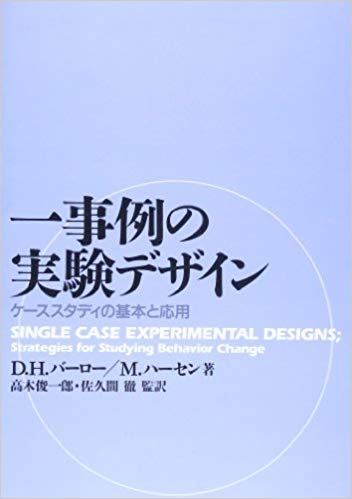 一事例の
実験デザイン
ケーススタディの基本と応用
SINGLE CASE EXPERIMENTAL DESIGNS;
Strategies for Studying Behavior Change
D.H.バーロー/M.ハーセン 著
高木俊一郎・佐久間 徹 監訳